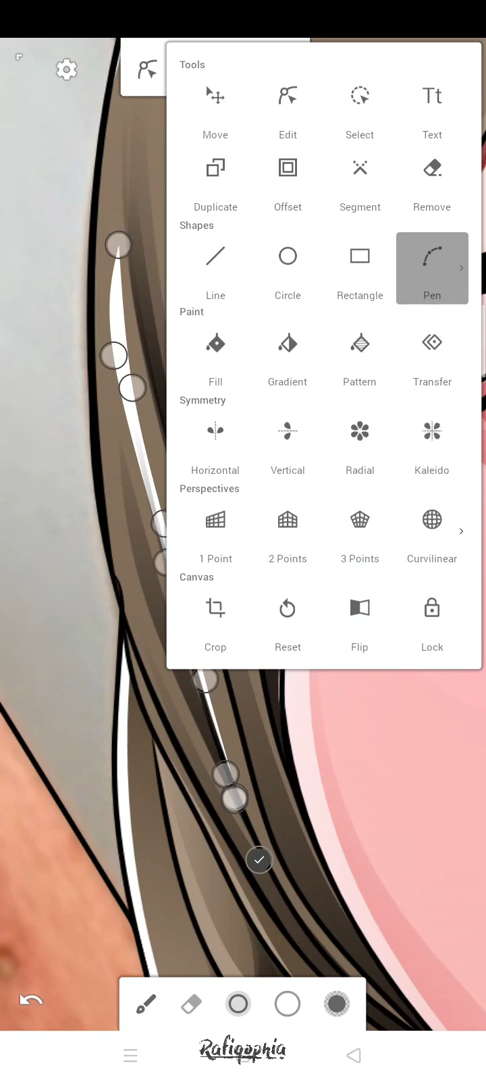 Tools
Move Edit Select Text
Duplicate Offset Segment Remove
Shapes
Line Circle Rectangle Pen
Paint
Fill Gradient Pattern Transfer
Symmetry
Horizontal Vertical Radial Kaleido
Perspectives
1 Point 2 Points 3 Points Curvilinear
Canvas
Crop Reset Flip Lock
Rafiqophia